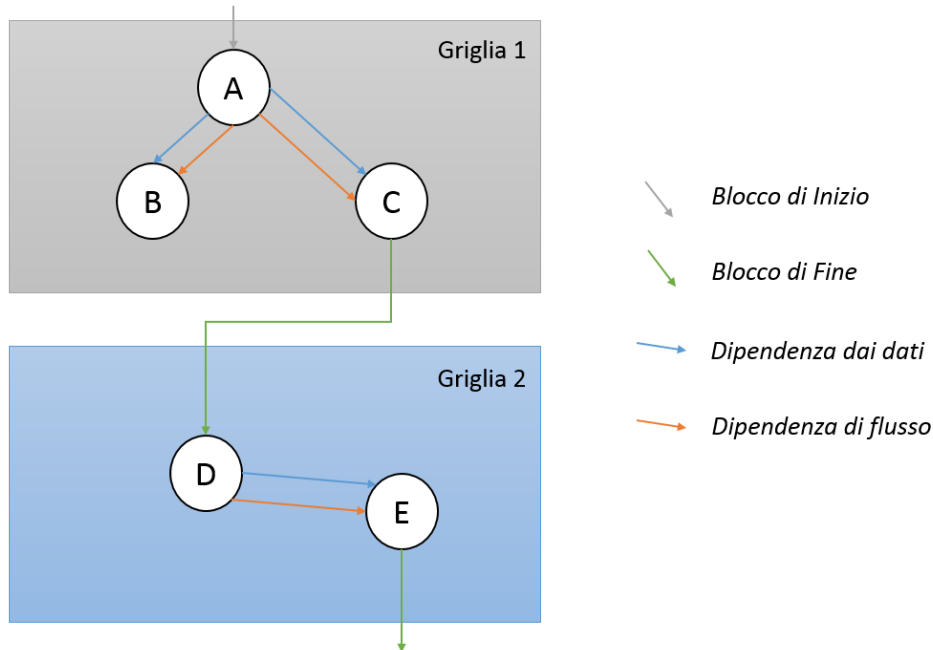 Griglia 1
A
B
C
Griglia 2
D
E
Blocco di Inizio
Blocco di Fine
Dipendenza dai dati
Dipendenza di flusso